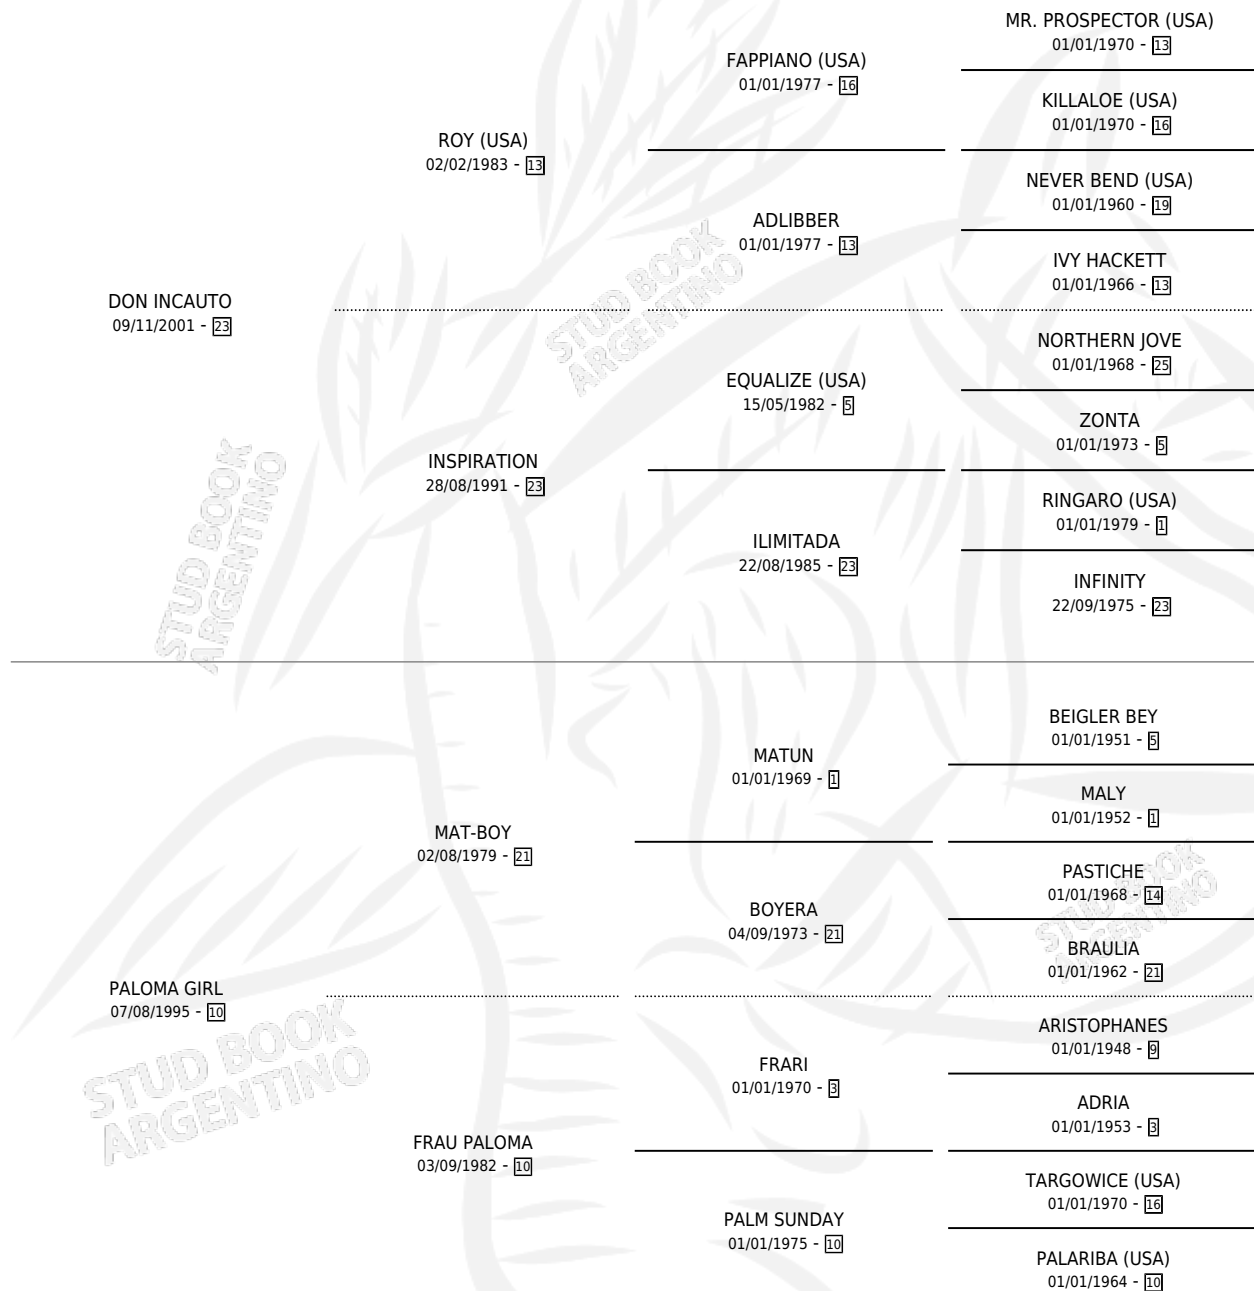 MR. PROSPECTOR (USA)
01/01/1970 - 13
FAPPIANO (USA)
01/01/1977 - 16
KILLALOE (USA)
01/01/1970 - 16
ROY (USA)
02/02/1983 - 13
NEVER BEND (USA)
01/01/1960 - 19
ADLIBBER
01/01/1977 - 13
IVY HACKETT
01/01/1966 - 13
DON INCAUTO
09/11/2001 - 23
NORTHERN JOVE
01/01/1968 - 25
EQUALIZE (USA)
15/05/1982 - 5
ZONTA
01/01/1973 - 5
INSPIRATION
28/08/1991 - 23
RINGARO (USA)
01/01/1979 - 1
ILIMITADA
22/08/1985 - 23
INFINITY
22/09/1975 - 23
BEIGLER BEY
01/01/1951 - 5
MATUN
01/01/1969 - 1
MALY
01/01/1952 - 1
MAT-BOY
02/08/1979 - 21
PASTICHE
01/01/1968 - 14
BOYERA
04/09/1973 - 21
BRAULIA
01/01/1962 - 21
PALOMA GIRL
07/08/1995 - 10
ARISTOPHANES
01/01/1948 - 9
FRARI
01/01/1970 - 3
ADRIA
01/01/1953 - 3
FRAU PALOMA
03/09/1982 - 10
TARGOWICE (USA)
01/01/1970 - 16
PALM SUNDAY
01/01/1975 - 10
PALARIBA (USA)
01/01/1964 - 10
STUD BOOK
ARGENTINO
STUD BOOK
ARGENTINO
STUD BOOK
ARGENTINO
STUD BOOK
ARGENTINO